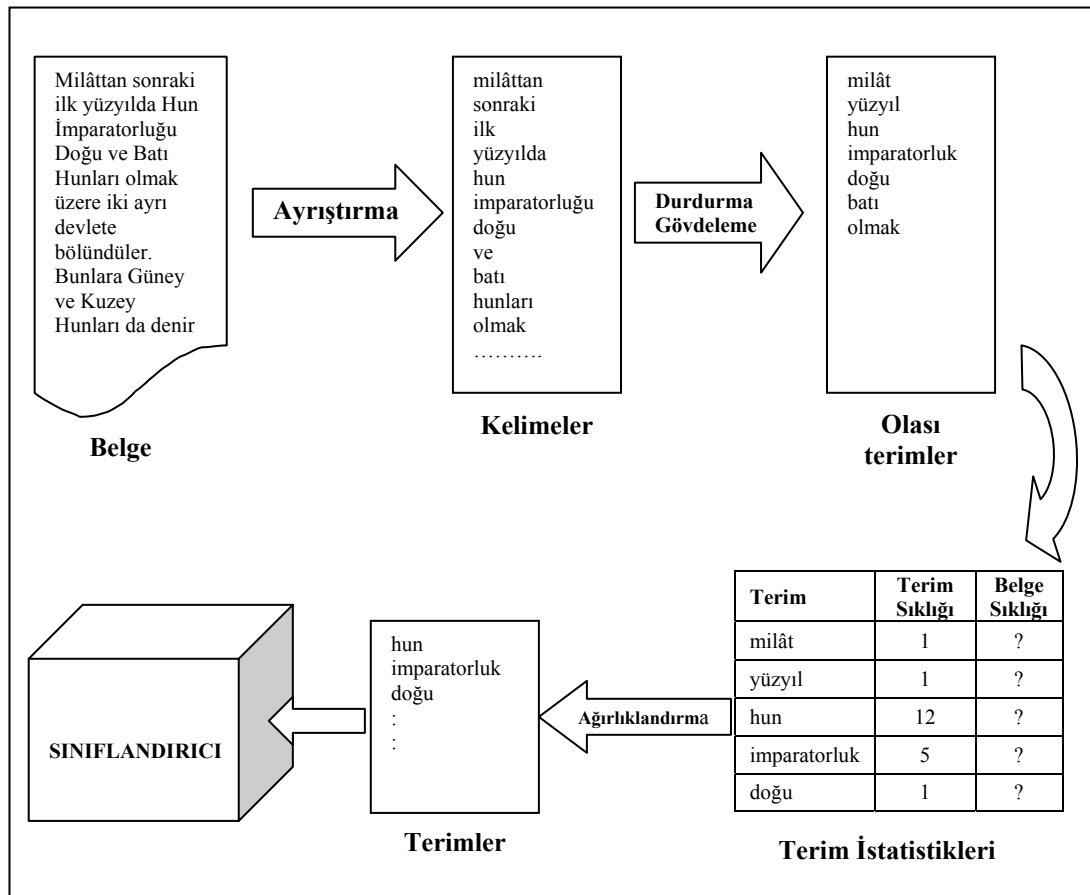 Milâttan sonraki
ilk yüzyılda Hun
İmparatorluğu
Doğu ve Batı
Hunları olmak
üzere iki ayrı
devlete
bölündüler.
Bunlara Güney
ve Kuzey
Hunları da denir
Belge
Ayrıştırma
milâttan
sonraki
ilk
yüzyılda
hun
imparatorluğu
doğu
ve
batı
hunları
olmak
……….
Kelimeler
Durdurma
Gövdeleme
milât
yüzyıl
hun
imparatorluk
doğu
batı
olmak
Olası
terimler
Terim Terim Sıklığı Belge Sıklığı
milât 1 ?
yüzyıl 1 ?
hun 12 ?
imparatorluk 5 ?
doğu 1 ?
Terim İstatistikleri
Ağırlıklandırma
hun
imparatorluk
doğu
:
:
Terimler
SINIFLANDIRICI